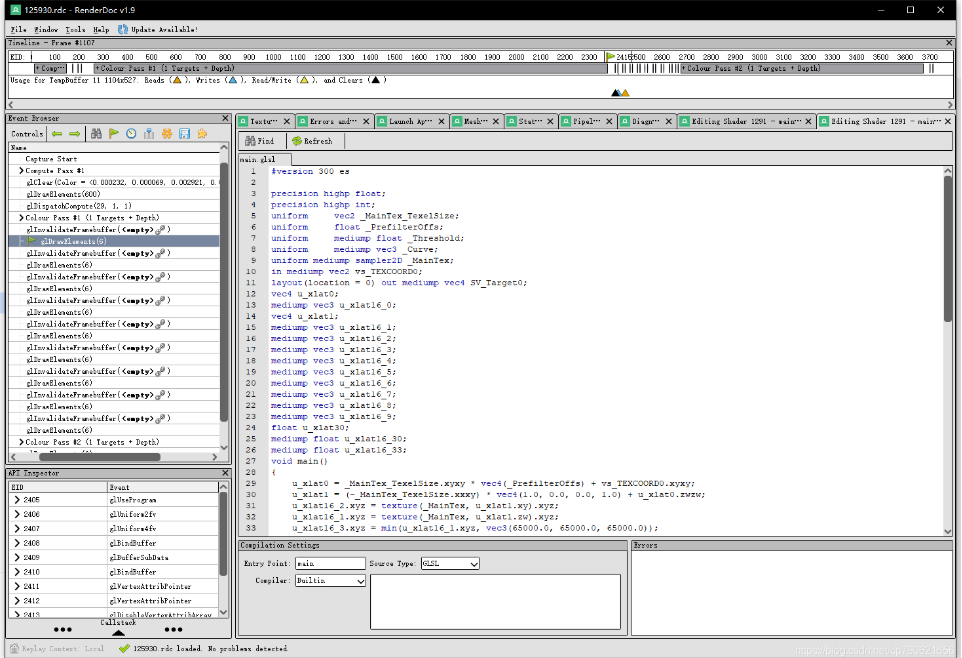 125930.rdc - RenderDoc v1.9
File Window Tools Help Update Available!
Timeline - Frame #1107
EID: 100 200 300 400 500 600 700 800 900 1000 1100 1200 1300 1400 1500 1600 1700 1800 1900 2000 2100 2200 2300 2415 2500 2600 2700 2800 2900 3000 3100 3200 3300 3400 3500 3600 3700
+ Comp... + Colour Pass #1 (1 Targets + Depth) + Colour Pass #2 (1 Targets + Depth)
Usage for TempBuffer 11 1104x527: Reads ( ), Writes ( ), Read/Write ( ), and Clears ( )
Event Browser
Controls
Name
Capture Start
Compute Pass #1
glClear(Color = <0.000232, 0.000069, 0.002921, 0.
glDrawElements(600)
glDispatchCompute(29, 1, 1)
Colour Pass #1 (1 Targets + Depth)
glInvalidateFramebuffer(<empty> )
glDrawElements(6)
glInvalidateFramebuffer(<empty> )
glDrawElements(6)
glInvalidateFramebuffer(<empty> )
glDrawElements(6)
glInvalidateFramebuffer(<empty> )
glDrawElements(6)
glInvalidateFramebuffer(<empty> )
glDrawElements(6)
glInvalidateFramebuffer(<empty> )
glDrawElements(6)
glInvalidateFramebuffer(<empty> )
glDrawElements(6)
glInvalidateFramebuffer(<empty> )
glDrawElements(6)
glInvalidateFramebuffer(<empty> )
glDrawElements(6)
Colour Pass #2 (1 Targets + Depth)
API Inspector
EID Event
2405 glUseProgram
2406 glUniform2fv
2407 glUniform4fv
2408 glBindBuffer
2409 glBufferSubData
2410 glBindBuffer
2411 glVertexAttribPointer
2412 glVertexAttribPointer
2413 glDisableVertexAttribArray
Callstack
Textu... Errors and... Launch Ap... Mesh... Stat... Pipel... Diagn... Editing Shader 1291 - main... Editing Shader 1291 - main...
Find Refresh
main.glsl
1 #version 300 es
2
3 precision highp float;
4 precision highp int;
5 uniform vec2 _MainTex_TexelSize;
6 uniform float _PrefilterOffs;
7 uniform mediump float _Threshold;
8 uniform mediump vec3 _Curve;
9 uniform mediump sampler2D _MainTex;
10 in mediump vec2 vs_TEXCOORD0;
11 layout(location = 0) out mediump vec4 SV_Target0;
12 vec4 u_xlat0;
13 mediump vec3 u_xlat16_0;
14 vec4 u_xlat1;
15 mediump vec3 u_xlat16_1;
16 mediump vec3 u_xlat16_2;
17 mediump vec3 u_xlat16_3;
18 mediump vec3 u_xlat16_4;
19 mediump vec3 u_xlat16_5;
20 mediump vec3 u_xlat16_6;
21 mediump vec3 u_xlat16_7;
22 mediump vec3 u_xlat16_8;
23 mediump vec3 u_xlat16_9;
24 float u_xlat30;
25 mediump float u_xlat16_30;
26 mediump float u_xlat16_33;
27 void main()
28 {
29 u_xlat0 = _MainTex_TexelSize.xyxy * vec4(_PrefilterOffs) + vs_TEXCOORD0.xyxy;
30 u_xlat1 = (-_MainTex_TexelSize.xxxy) * vec4(1.0, 0.0, 0.0, 1.0) + u_xlat0.zwzw;
31 u_xlat16_2.xyz = texture(_MainTex, u_xlat1.xy).xyz;
32 u_xlat16_1.xyz = texture(_MainTex, u_xlat1.zw).xyz;
33 u_xlat16_3.xyz = min(u_xlat16_1.xyz, vec3(65000.0, 65000.0, 65000.0));
Compilation Settings
Entry Point: main Source Type: GLSL
Compiler: Builtin
Errors
Replay Context: Local 125930.rdc loaded. No problems detected.